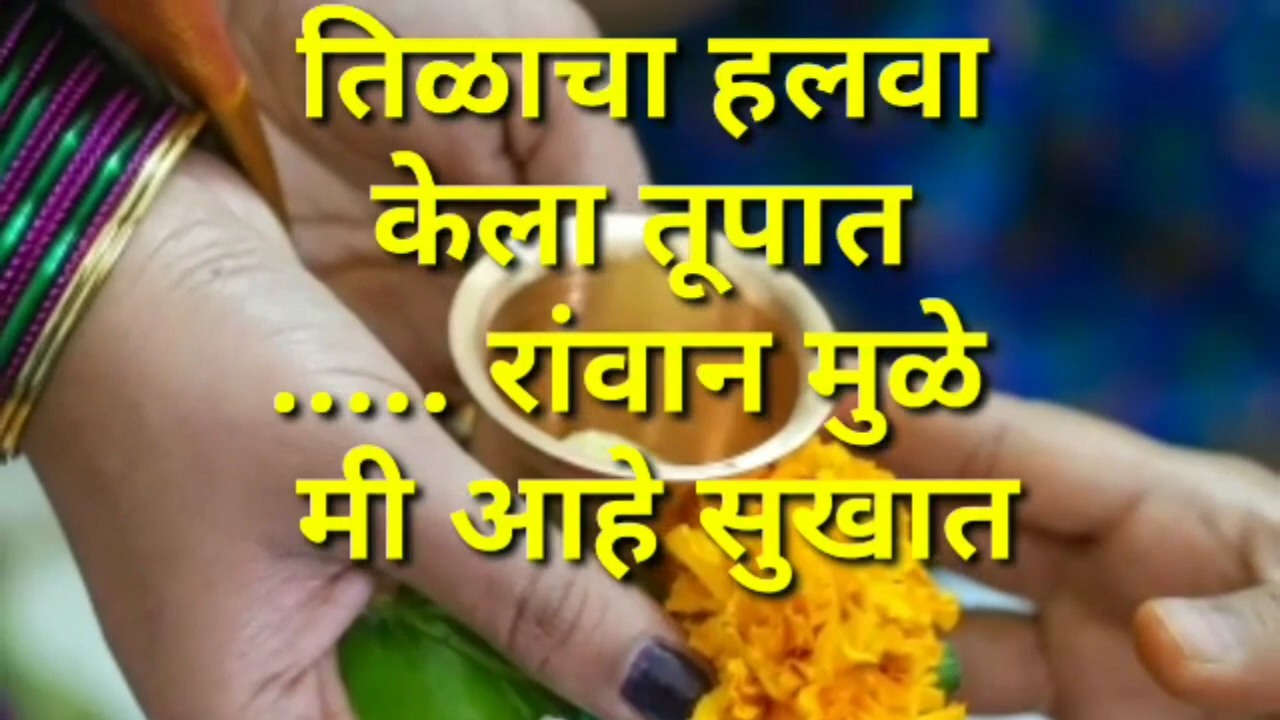 तिळाचा हलवा
केला तूपात
..... रांवान मुळे
मी आहे सुखात